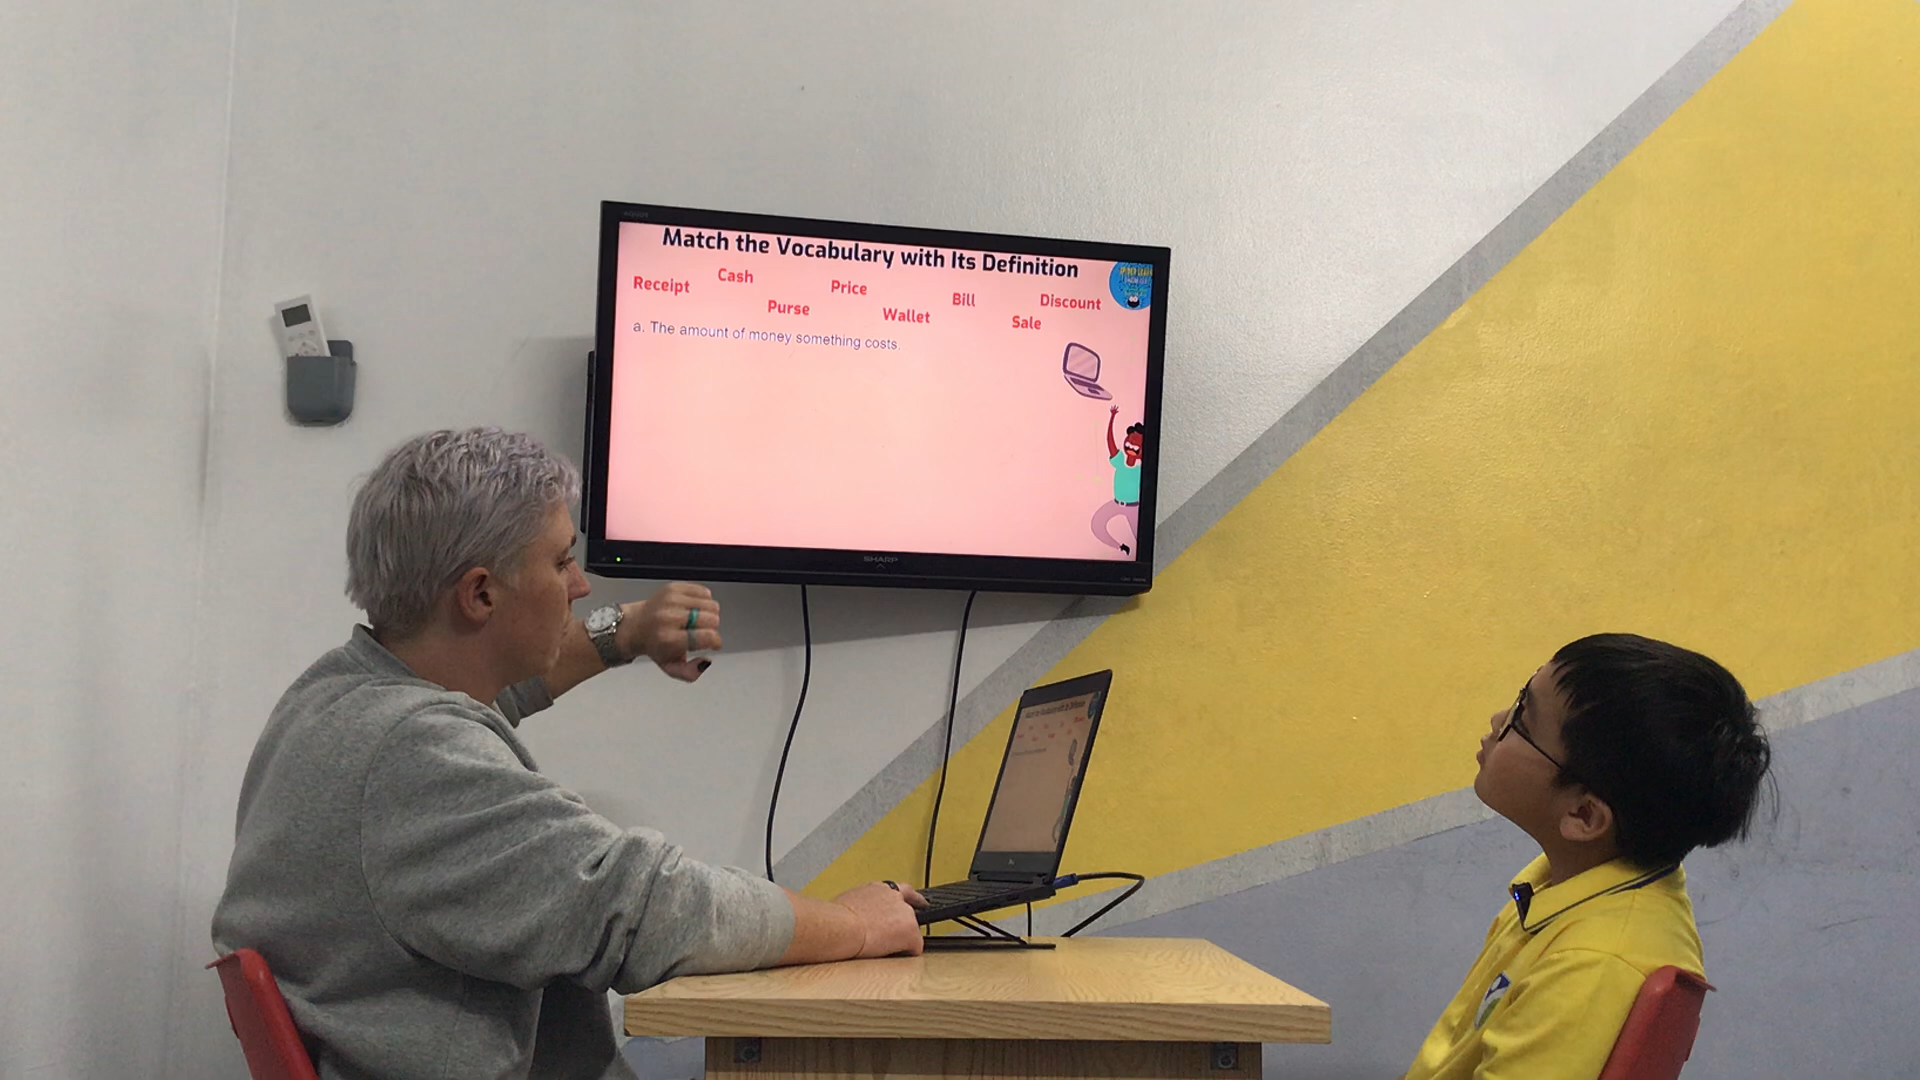 Match the Vocabulary with Its Definition
Receipt Cash Price Bill Discount
Purse Wallet Sale
a. The amount of money something costs.
SHARP